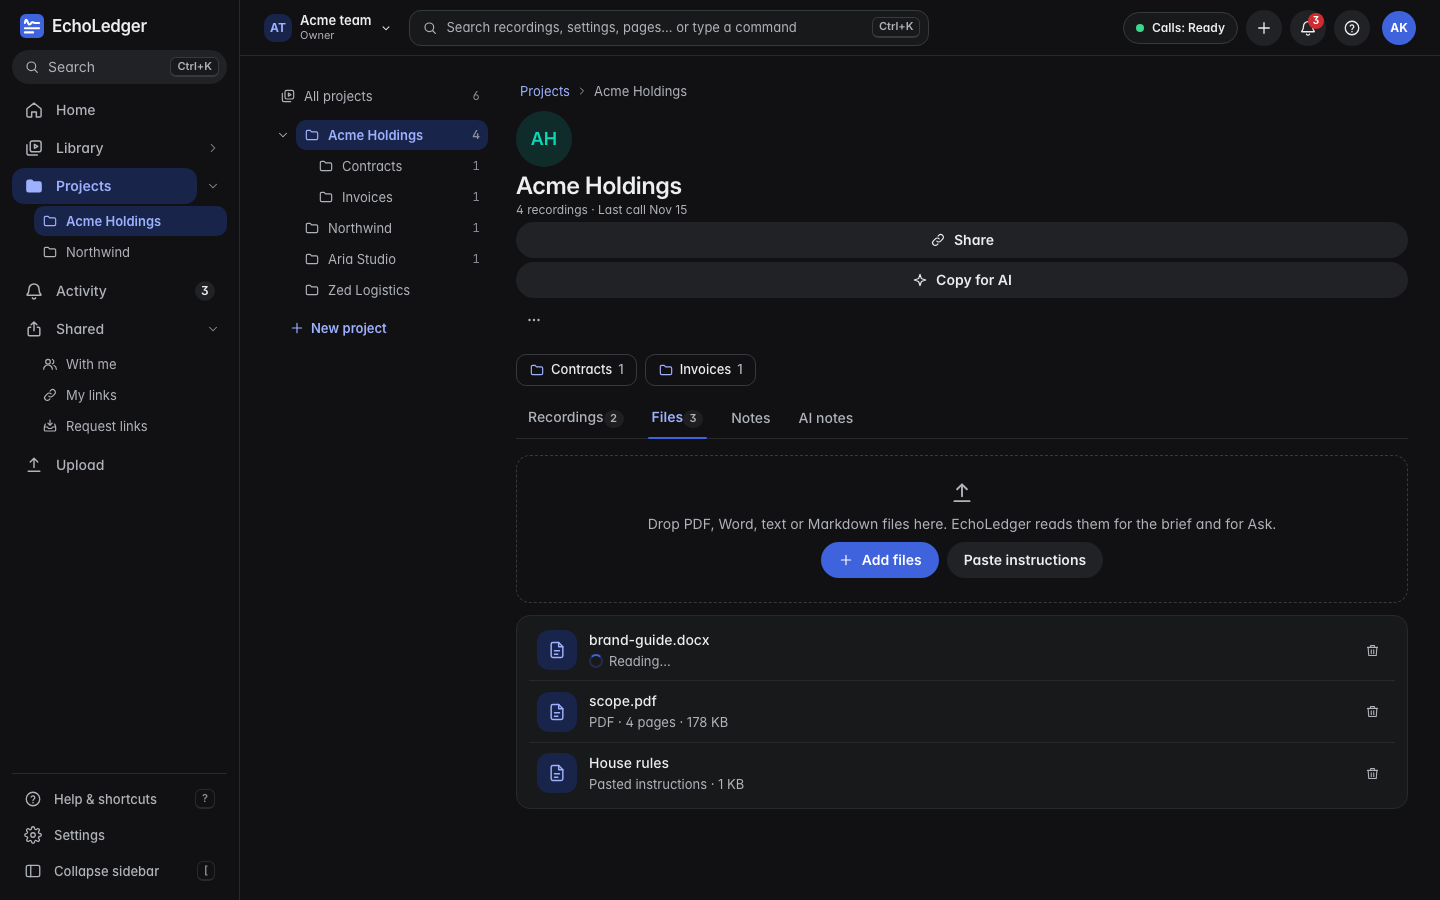 EchoLedger
Search Ctrl+K
Home
Library
Projects
Acme Holdings
Northwind
Activity 3
Shared
With me
My links
Request links
Upload
Help & shortcuts ?
Settings
Collapse sidebar [
AT Acme team
Owner
Search recordings, settings, pages... or type a command Ctrl+K
Calls: Ready
3
AK
All projects 6
Acme Holdings 4
Contracts 1
Invoices 1
Northwind 1
Aria Studio 1
Zed Logistics
New project
Projects > Acme Holdings
AH
Acme Holdings
4 recordings · Last call Nov 15
Share
Copy for AI
...
Contracts 1 Invoices 1
Recordings 2 Files 3 Notes AI notes
Drop PDF, Word, text or Markdown files here. EchoLedger reads them for the brief and for Ask.
Add files Paste instructions
brand-guide.docx
Reading...
scope.pdf
PDF · 4 pages · 178 KB
House rules
Pasted instructions · 1 KB